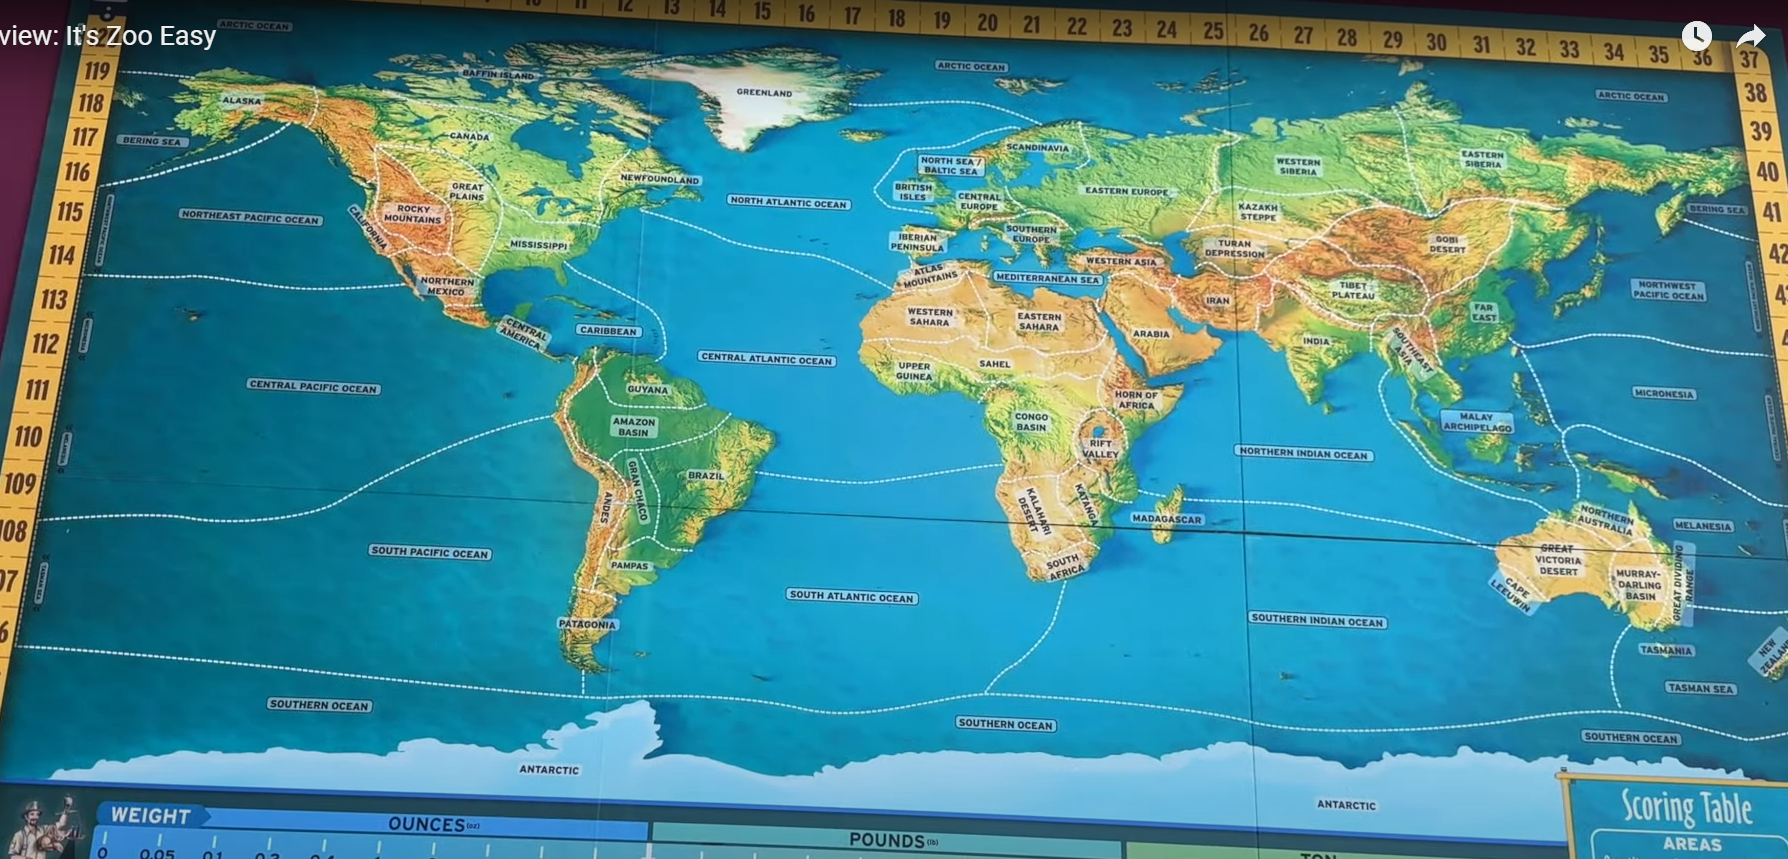 view: It's Zoo Easy
10 11 12 13 14 15 16 17 18 19 20 21 22 23 24 25 26 27 28 29 30 31 32 33 34 35 36 37
119
118
117
116
115
114
113
112
111
110
109
108
07
6
38
39
40
41
42
ARCTIC OCEAN
BAFFIN ISLAND
GREENLAND
ARCTIC OCEAN
ARCTIC OCEAN
ALASKA
BERING SEA
CANADA
NEWFOUNDLAND
GREAT
PLAINS
ROCKY
MOUNTAINS
CALIFORNIA
MISSISSIPPI
NORTHERN
MEXICO
NORTHEAST PACIFIC OCEAN
NORTH ATLANTIC OCEAN
SCANDINAVIA
NORTH SEA /
BALTIC SEA
BRITISH
ISLES
CENTRAL
EUROPE
EASTERN EUROPE
WESTERN
SIBERIA
EASTERN
SIBERIA
KAZAKH
STEPPE
BERING SEA
IBERIAN
PENINSULA
SOUTHERN
EUROPE
TURAN
DEPRESSION
GOBI
DESERT
WESTERN ASIA
ATLAS
MOUNTAINS
MEDITERRANEAN SEA
TIBET
PLATEAU
IRAN
NORTHWEST
PACIFIC OCEAN
FAR
EAST
CENTRAL
AMERICA
CARIBBEAN
WESTERN
SAHARA
EASTERN
SAHARA
ARABIA
INDIA
SOUTHEAST
ASIA
CENTRAL ATLANTIC OCEAN
UPPER
GUINEA
SAHEL
HORN OF
AFRICA
CENTRAL PACIFIC OCEAN
GUYANA
AMAZON
BASIN
CONGO
BASIN
RIFT
VALLEY
MALAY
ARCHIPELAGO
MICRONESIA
NORTHERN INDIAN OCEAN
BRAZIL
GRAN CHACO
ANDES
KALAHARI
DESERT
KATANGA
MADAGASCAR
NORTHERN
AUSTRALIA
MELANESIA
SOUTH PACIFIC OCEAN
PAMPAS
SOUTH
AFRICA
GREAT
VICTORIA
DESERT
MURRAY-
DARLING
BASIN
GREAT DIVIDING
RANGE
CAPE
LEEUWIN
SOUTH ATLANTIC OCEAN
SOUTHERN INDIAN OCEAN
PATAGONIA
TASMANIA
NEW
ZEALAN
TASMAN SEA
SOUTHERN OCEAN
SOUTHERN OCEAN
SOUTHERN OCEAN
ANTARCTIC
ANTARCTIC
WEIGHT
OUNCES (oz)
POUNDS (lb)
TON
0 0.05 0.1 0.2
Scoring Table
AREAS